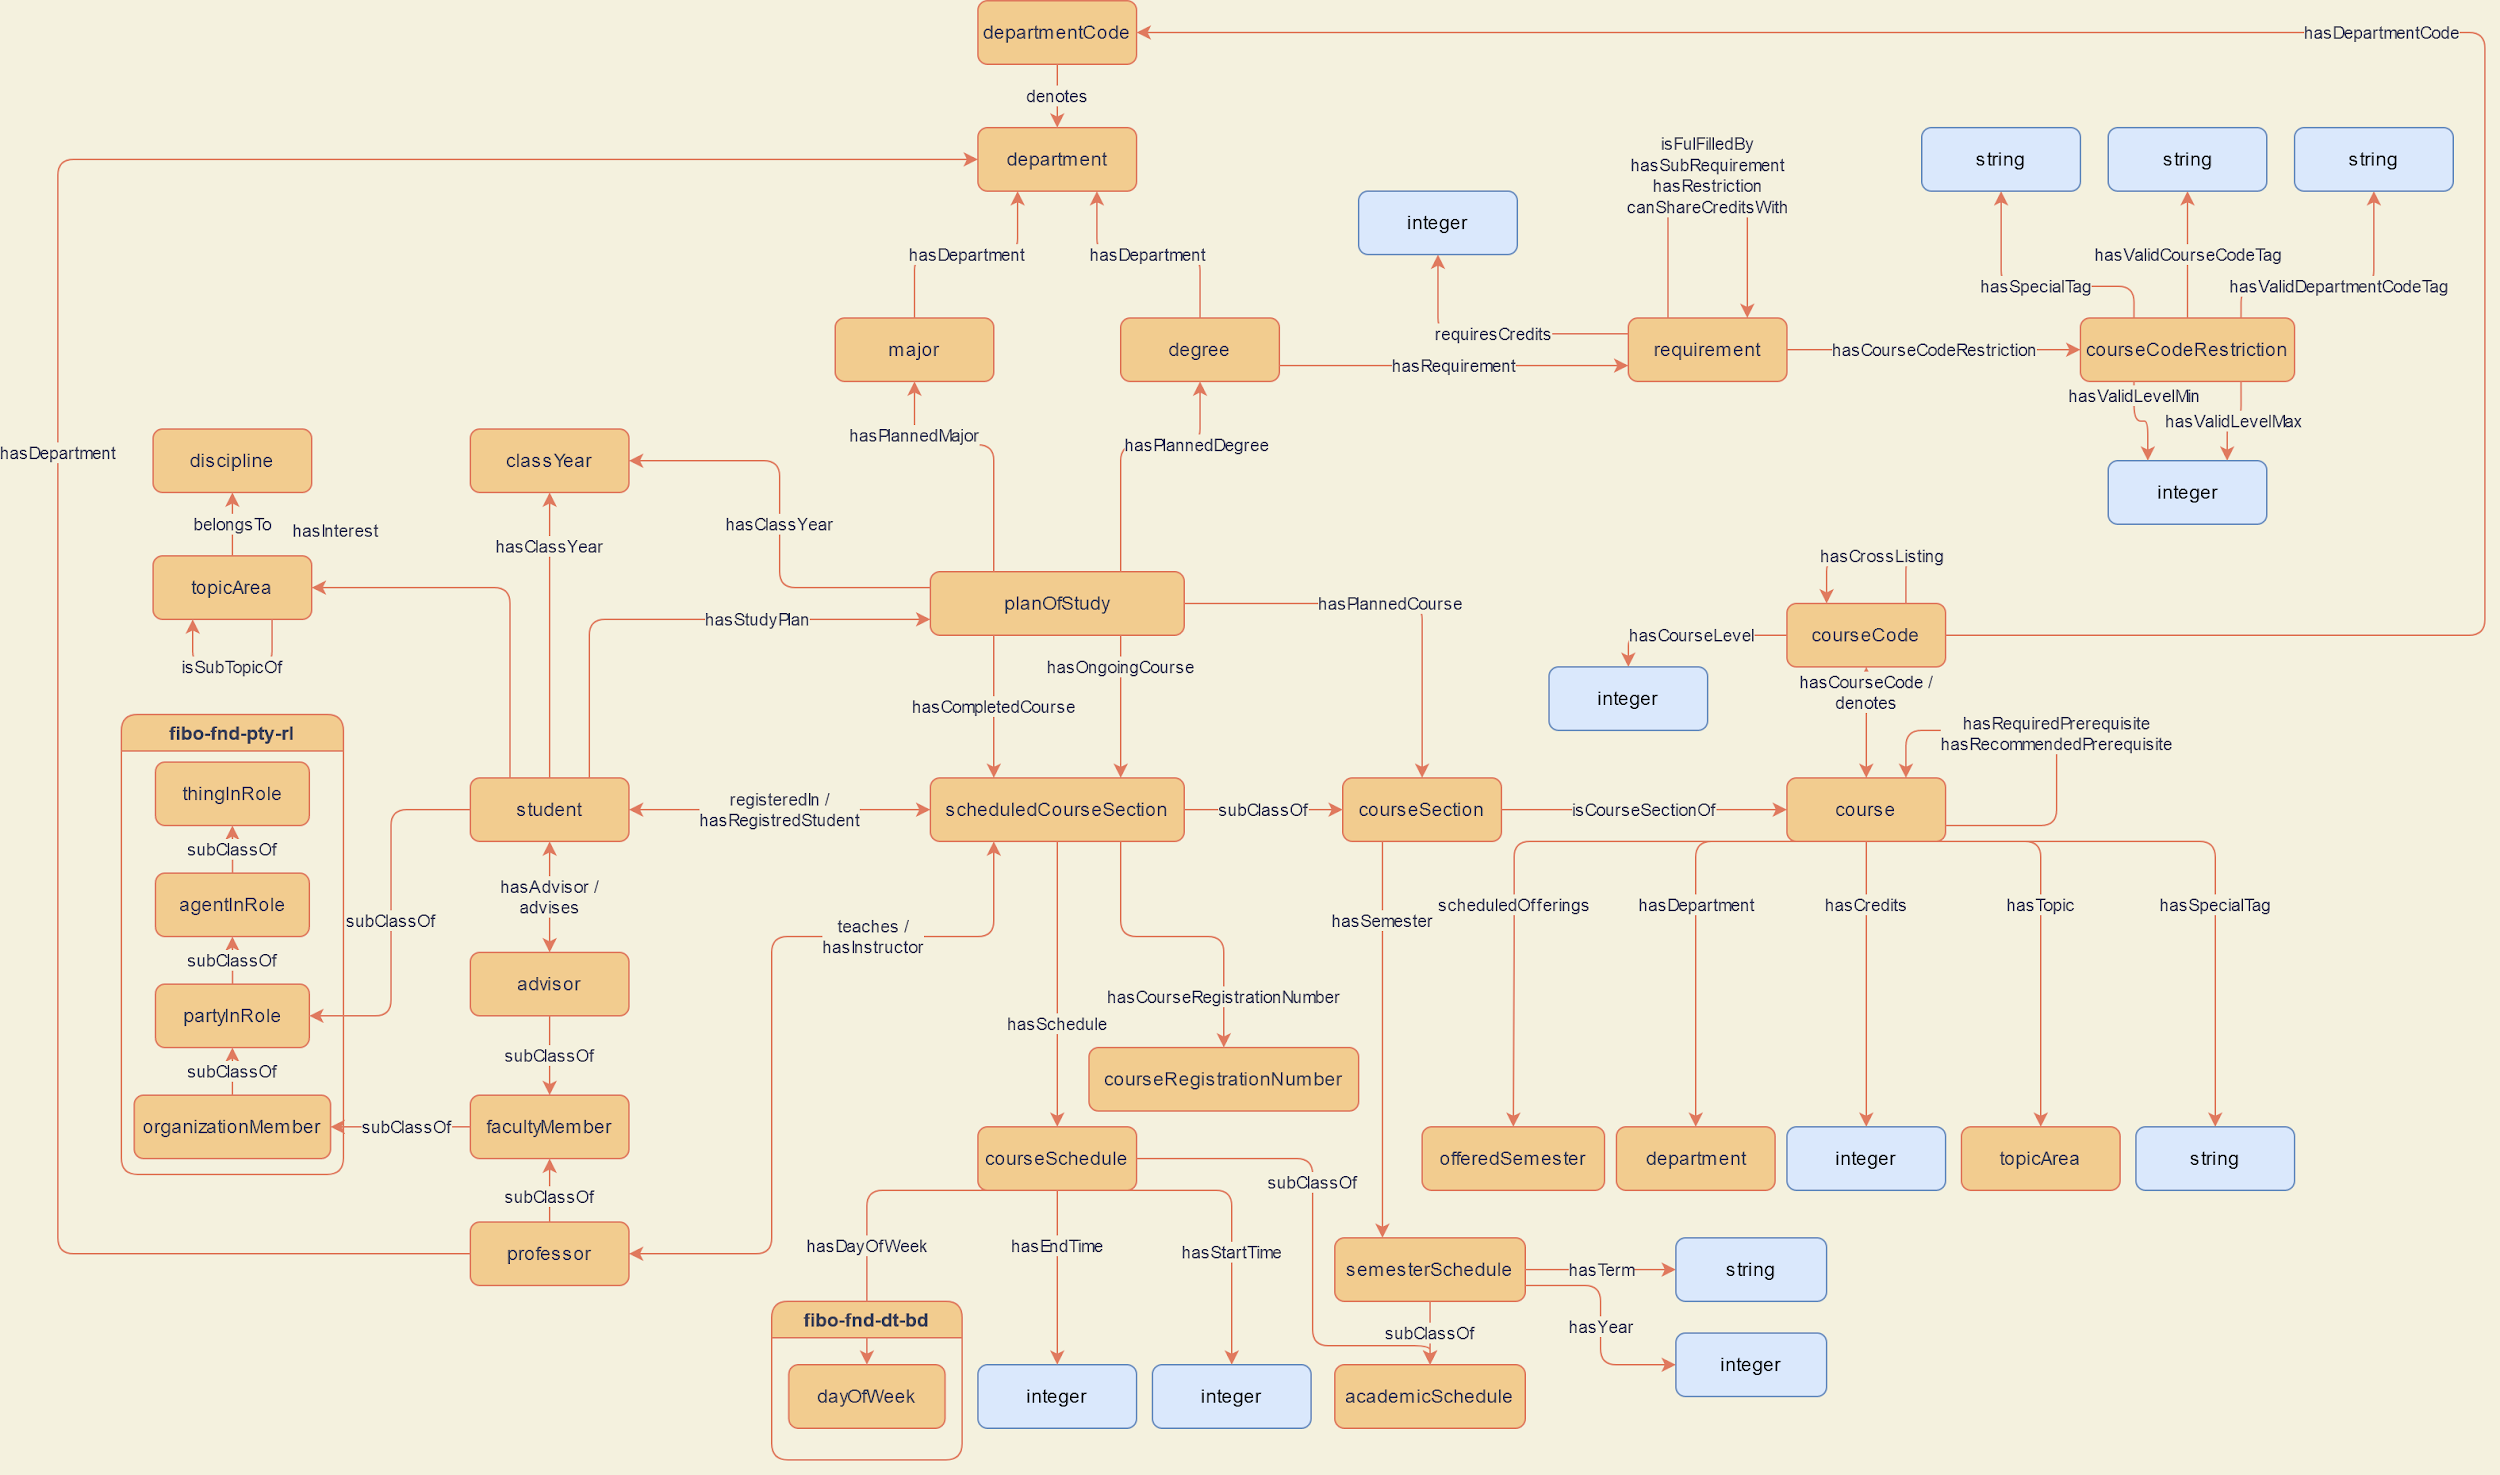 departmentCode
hasDepartmentCode
denotes
department
isFulFilledBy
hasSubRequirement
hasRestriction
canShareCreditsWith
string
string
string
integer
hasDepartment
hasDepartment
hasValidCourseCodeTag
hasSpecialTag
hasValidDepartmentCodeTag
major
degree
requiresCredits
requirement
hasCourseCodeRestriction
courseCodeRestriction
hasRequirement
hasValidLevelMin
hasValidLevelMax
hasPlannedMajor
hasPlannedDegree
hasDepartment
discipline
classYear
integer
belongsTo
hasInterest
hasClassYear
hasClassYear
hasCrossListing
topicArea
planOfStudy
hasPlannedCourse
hasStudyPlan
hasCourseLevel
courseCode
isSubTopicOf
hasOngoingCourse
hasCompletedCourse
integer
hasCourseCode /
denotes
hasRequiredPrerequisite
hasRecommendedPrerequisite
fibo-fnd-pty-rl
thingInRole
student
registeredIn /
hasRegistredStudent
scheduledCourseSection
subClassOf
courseSection
isCourseSectionOf
course
subClassOf
agentInRole
subClassOf
hasAdvisor /
advises
teaches /
hasInstructor
hasSemester
scheduledOfferings
hasDepartment
hasCredits
hasTopic
hasSpecialTag
subClassOf
partyInRole
advisor
hasCourseRegistrationNumber
hasSchedule
subClassOf
subClassOf
courseRegistrationNumber
organizationMember
subClassOf
facultyMember
courseSchedule
offeredSemester
department
integer
topicArea
string
subClassOf
subClassOf
professor
hasDayOfWeek
hasEndTime
hasStartTime
semesterSchedule
hasTerm
string
fibo-fnd-dt-bd
subClassOf
hasYear
integer
dayOfWeek
integer
integer
academicSchedule